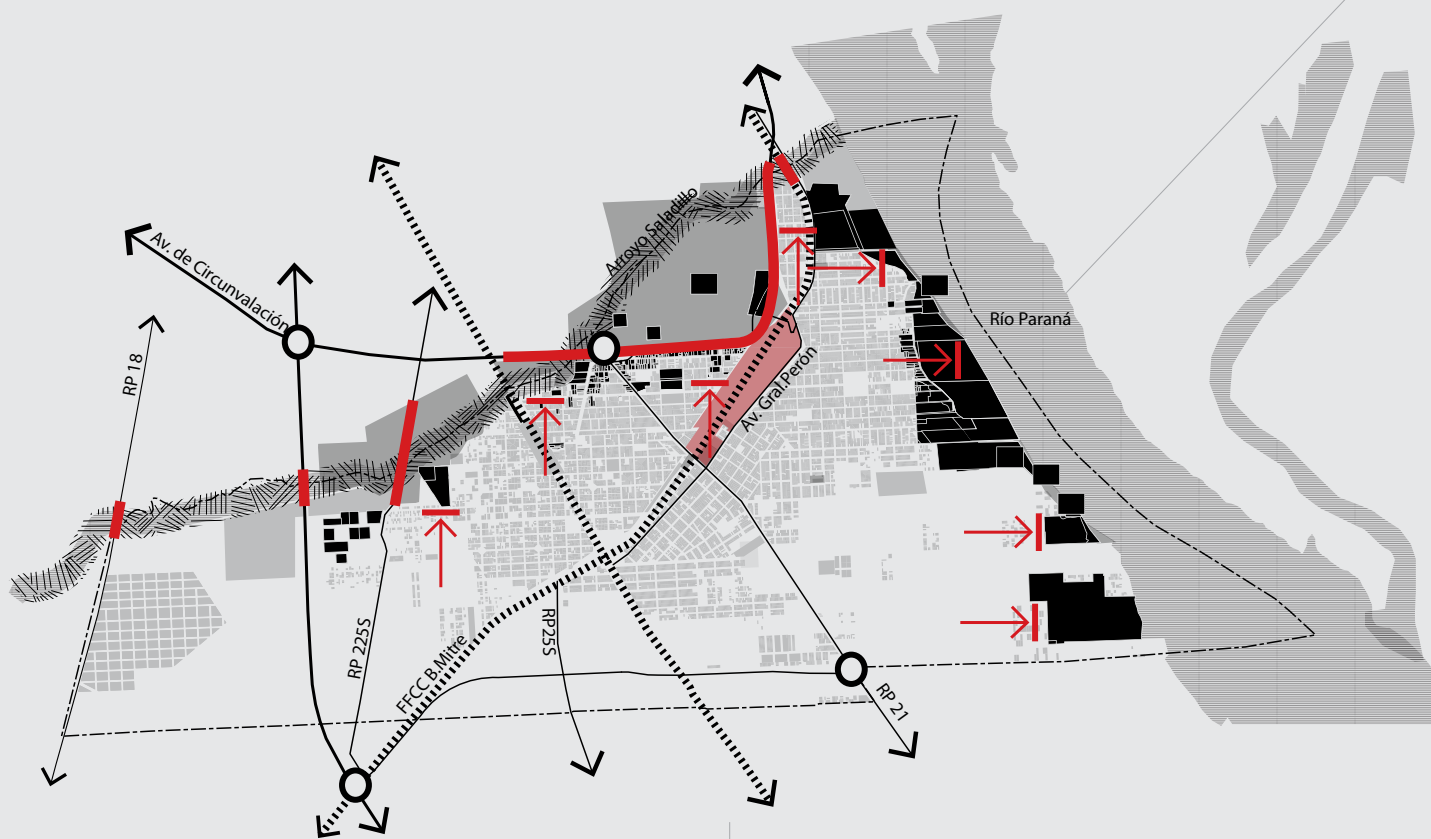 Arroyo Saladillo
Av. de Circunvalación
Río Paraná
RP 18
Av. Gral.Perón
RP 225S
RP25S
FFCC B.Mitre
RP 21